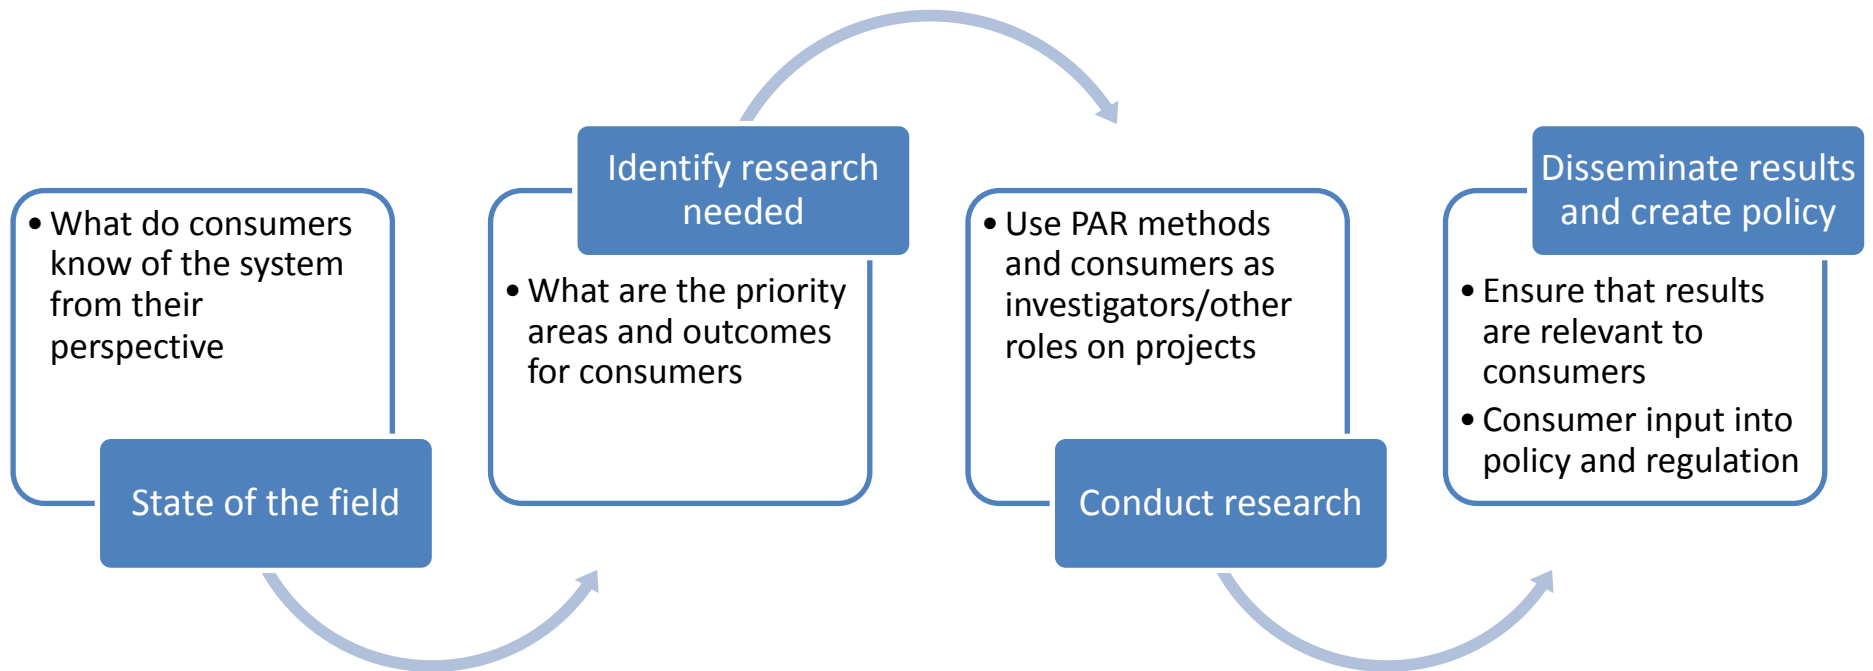 • What do consumers
know of the system
from their
perspective
State of the field
Identify research
needed
• What are the priority
areas and outcomes
for consumers
• Use PAR methods
and consumers as
investigators/other
roles on projects
Conduct research
Disseminate results
and create policy
• Ensure that results
are relevant to
consumers
• Consumer input into
policy and regulation